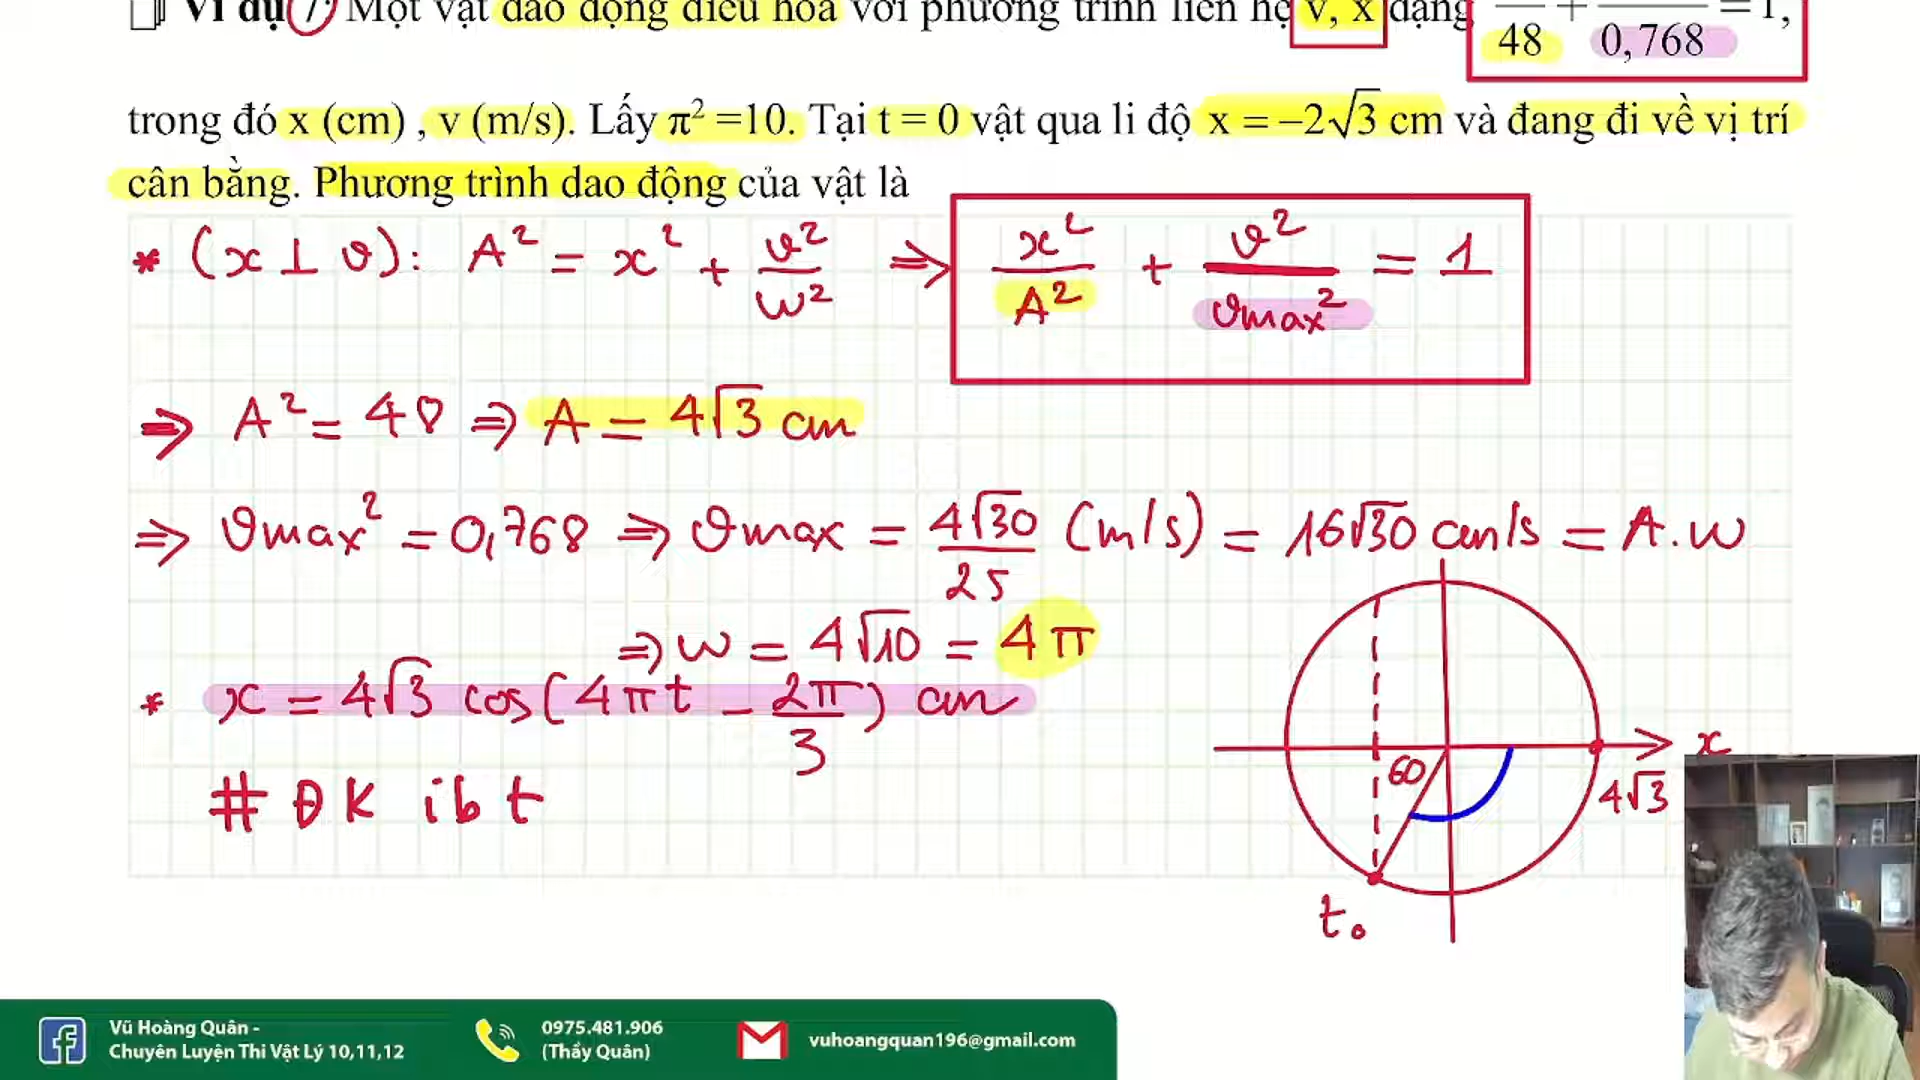 Ví dụ 7: Một vật dao động điều hòa với phương trình liên hệ v, x dạng — + — = 1,
48 0,768
trong đó x (cm) , v (m/s). Lấy π² =10. Tại t = 0 vật qua li độ x = −2√3 cm và đang đi về vị trí
cân bằng. Phương trình dao động của vật là
* (x ⊥ v): A² = x² + v²/ω² ⇒ x²/A² + v²/vmax² = 1
⇒ A² = 48 ⇒ A = 4√3 cm
⇒ vmax² = 0,768 ⇒ vmax = 4√30/25 (m/s) = 16√30 cm/s = A.ω
⇒ ω = 4√10 = 4π
* x = 4√3 cos(4πt − 2π/3) cm
# ĐK ibt
60
x
4√3
t₀
Vũ Hoàng Quân -
Chuyên Luyện Thi Vật Lý 10,11,12
0975.481.906
(Thầy Quân)
vuhoangquan196@gmail.com